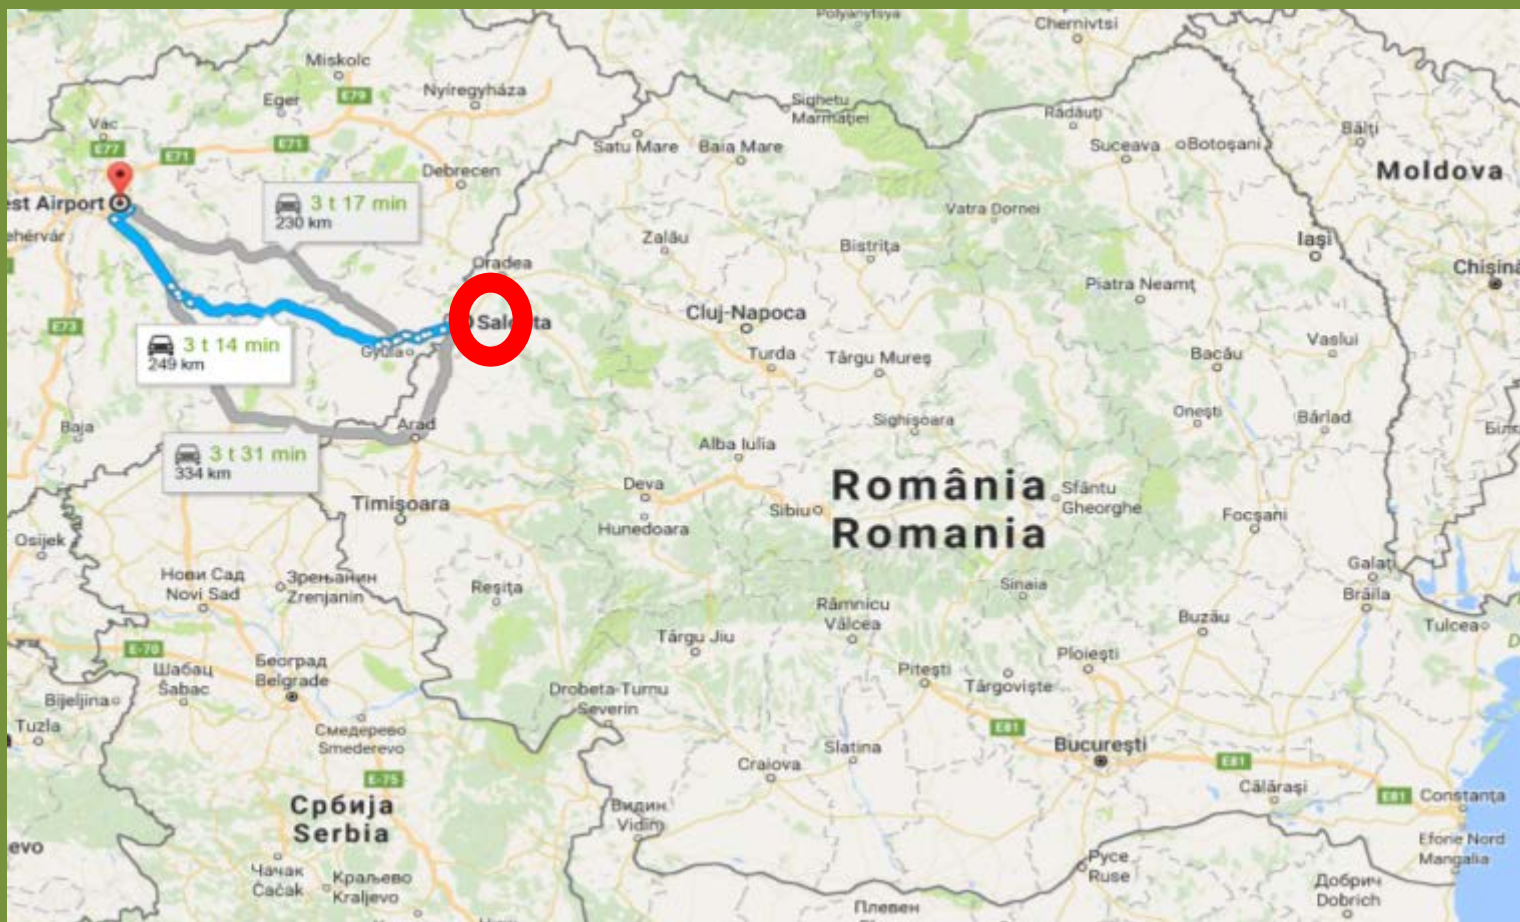 Polyanytsya
Chernivtsi
Miskolc
E79
Nyíregyháza
Eger
Sighetu
Marmației
Rădăuți
Vác
E77
E71
E71
Satu Mare
Baia Mare
Suceava
Botoșani
Bălți
Moldova
Debrecen
est Airport
3 t 17 min
230 km
Vatra Dornei
ehérvár
Zalău
Bistrița
Iași
Oradea
Chișină
Piatra Neamț
E73
Cluj-Napoca
3 t 14 min
249 km
Gyula
Turda
Târgu Mureș
Bacău
Vaslui
Baja
Arad
Sighișoara
Onești
Bârlad
3 t 31 min
334 km
Alba Iulia
Timișoara
Deva
Hunedoara
Sibiu
România
Romania
Sfântu
Gheorghe
Focșani
Osijek
Нови Сад
Novi Sad
Зрењанин
Zrenjanin
Reșița
Sinaia
Galați
Brăila
Râmnicu
Vâlcea
Buzău
Tulcea
E-70
Târgu Jiu
Шабац
Šabac
Београд
Belgrade
Pitești
Ploiești
Târgoviște
Bijeljina
Drobeta-Turnu
Severin
Tuzla
Смедерево
Smederevo
E81
București
E81
Slatina
Craiova
E-75
Călărași
E81
Constanța
Србија
Serbia
Видин
Vidin
Eforie Nord
Mangalia
evo
Чачак
Čačak
Краљево
Kraljevo
Русе
Ruse
Добрич
Dobrich
Плевен